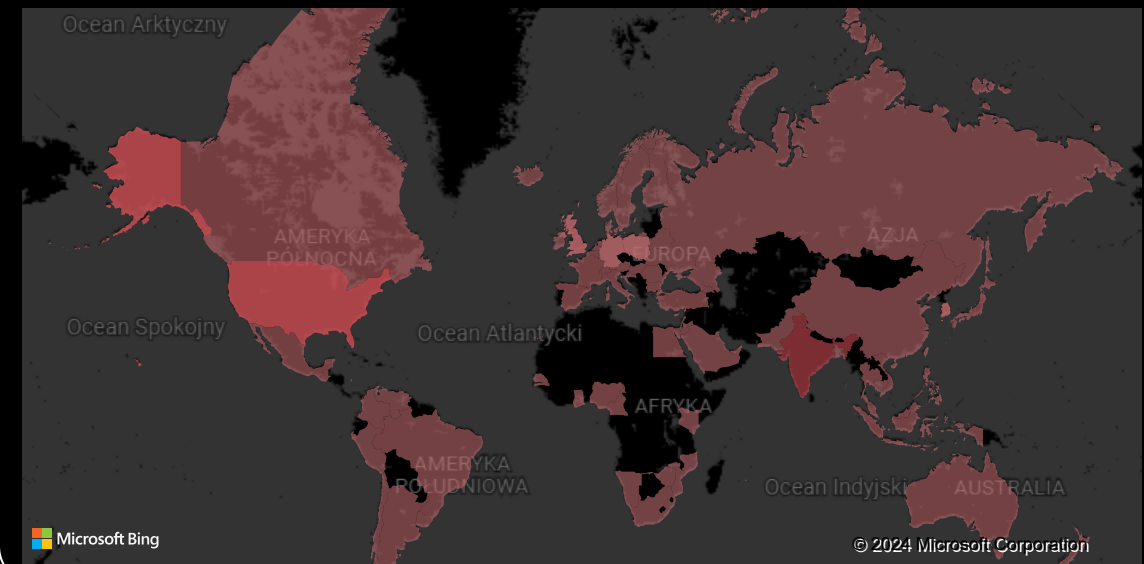 Ocean Arktyczny
AMERYKA
PÓŁNOCNA
EUROPA
AZJA
Ocean Spokojny
Ocean Atlantycki
AFRYKA
AMERYKA
POŁUDNIOWA
Ocean Indyjski
AUSTRALIA
Microsoft Bing
© 2024 Microsoft Corporation